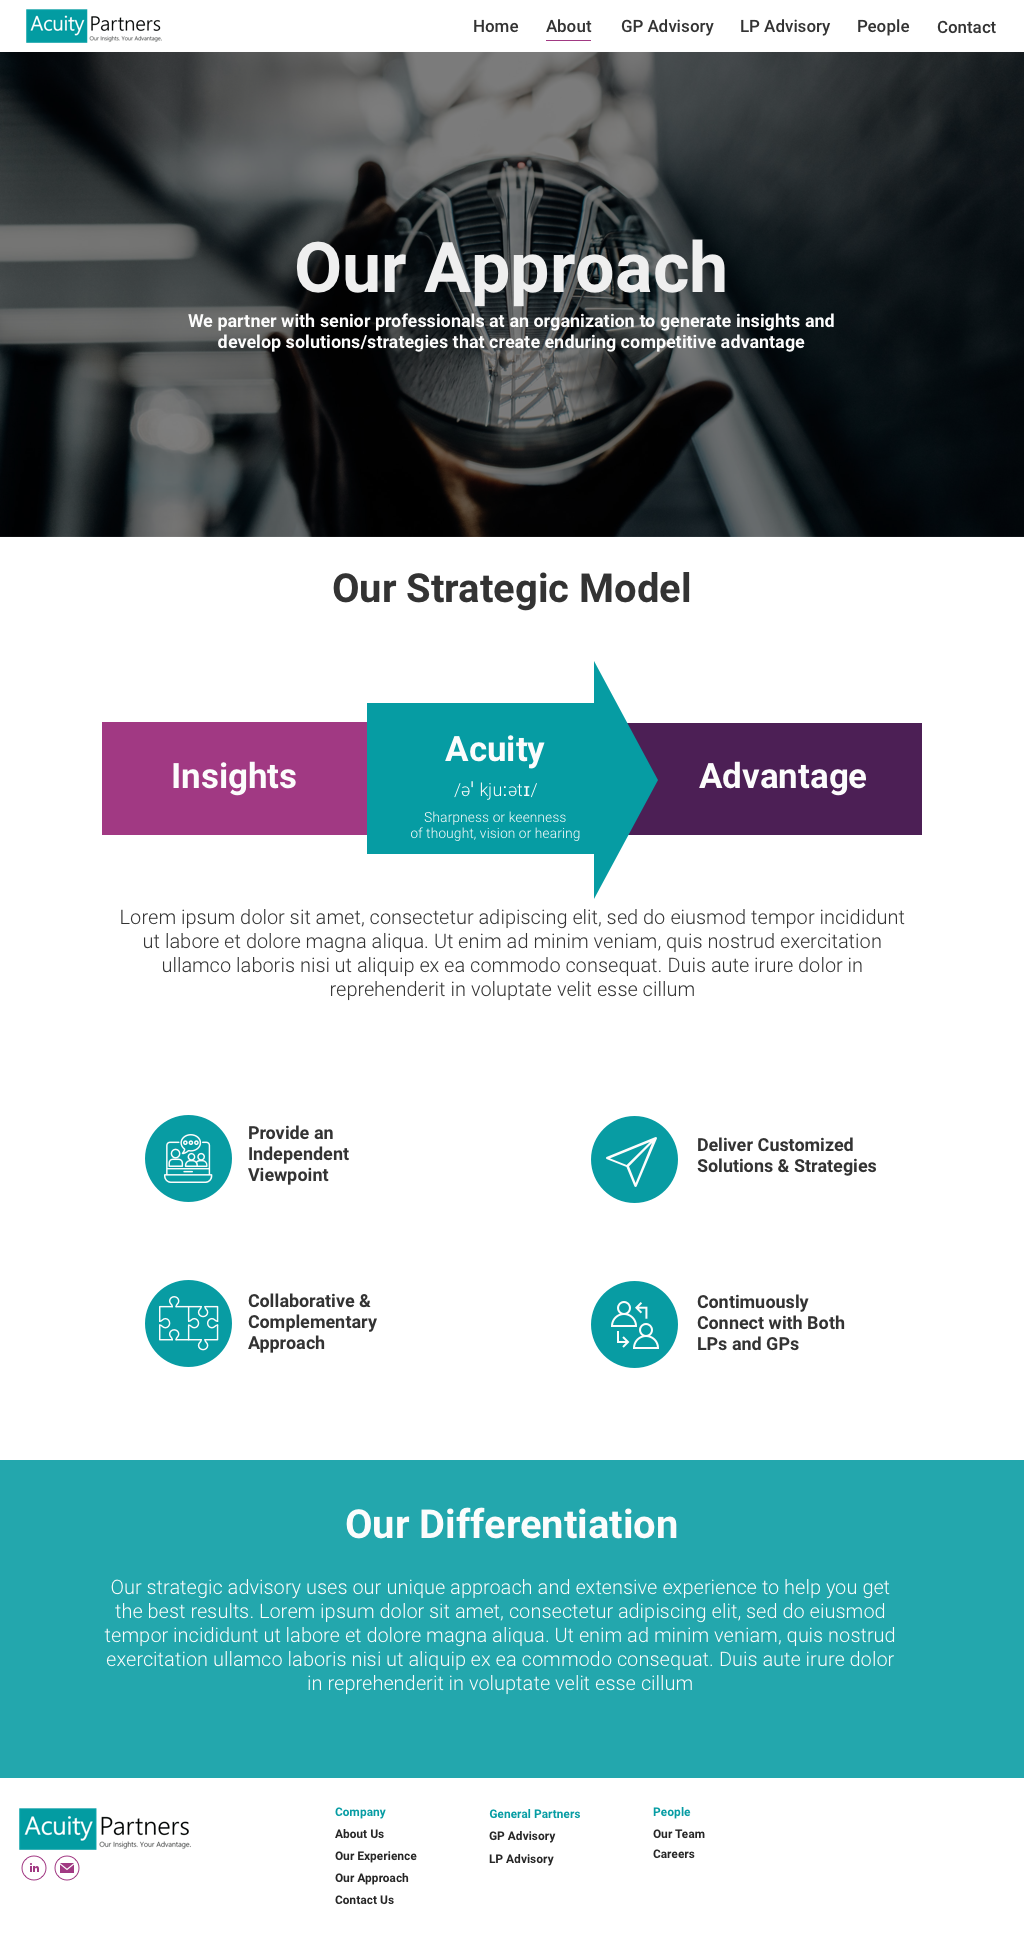 Acuity Partners
Our Insights. Your Advantage.
Home About GP Advisory LP Advisory People Contact
Our Approach
We partner with senior professionals at an organization to generate insights and
develop solutions/strategies that create enduring competitive advantage
Our Strategic Model
Insights
Acuity
/əˈ kjuːətɪ/
Sharpness or keenness
of thought, vision or hearing
Advantage
Lorem ipsum dolor sit amet, consectetur adipiscing elit, sed do eiusmod tempor incididunt
ut labore et dolore magna aliqua. Ut enim ad minim veniam, quis nostrud exercitation
ullamco laboris nisi ut aliquip ex ea commodo consequat. Duis aute irure dolor in
reprehenderit in voluptate velit esse cillum
Provide an
Independent
Viewpoint
Deliver Customized
Solutions & Strategies
Collaborative &
Complementary
Approach
Contimuously
Connect with Both
LPs and GPs
Our Differentiation
Our strategic advisory uses our unique approach and extensive experience to help you get
the best results. Lorem ipsum dolor sit amet, consectetur adipiscing elit, sed do eiusmod
tempor incididunt ut labore et dolore magna aliqua. Ut enim ad minim veniam, quis nostrud
exercitation ullamco laboris nisi ut aliquip ex ea commodo consequat. Duis aute irure dolor
in reprehenderit in voluptate velit esse cillum
Acuity Partners
Our Insights. Your Advantage.
in
Company
About Us
Our Experience
Our Approach
Contact Us
General Partners
GP Advisory
LP Advisory
People
Our Team
Careers